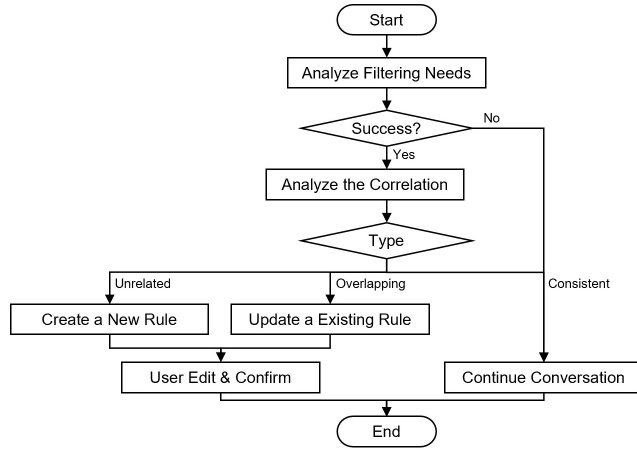 Start
Analyze Filtering Needs
Success?
No
Yes
Analyze the Correlation
Type
Unrelated
Overlapping
Consistent
Create a New Rule
Update a Existing Rule
User Edit & Confirm
Continue Conversation
End